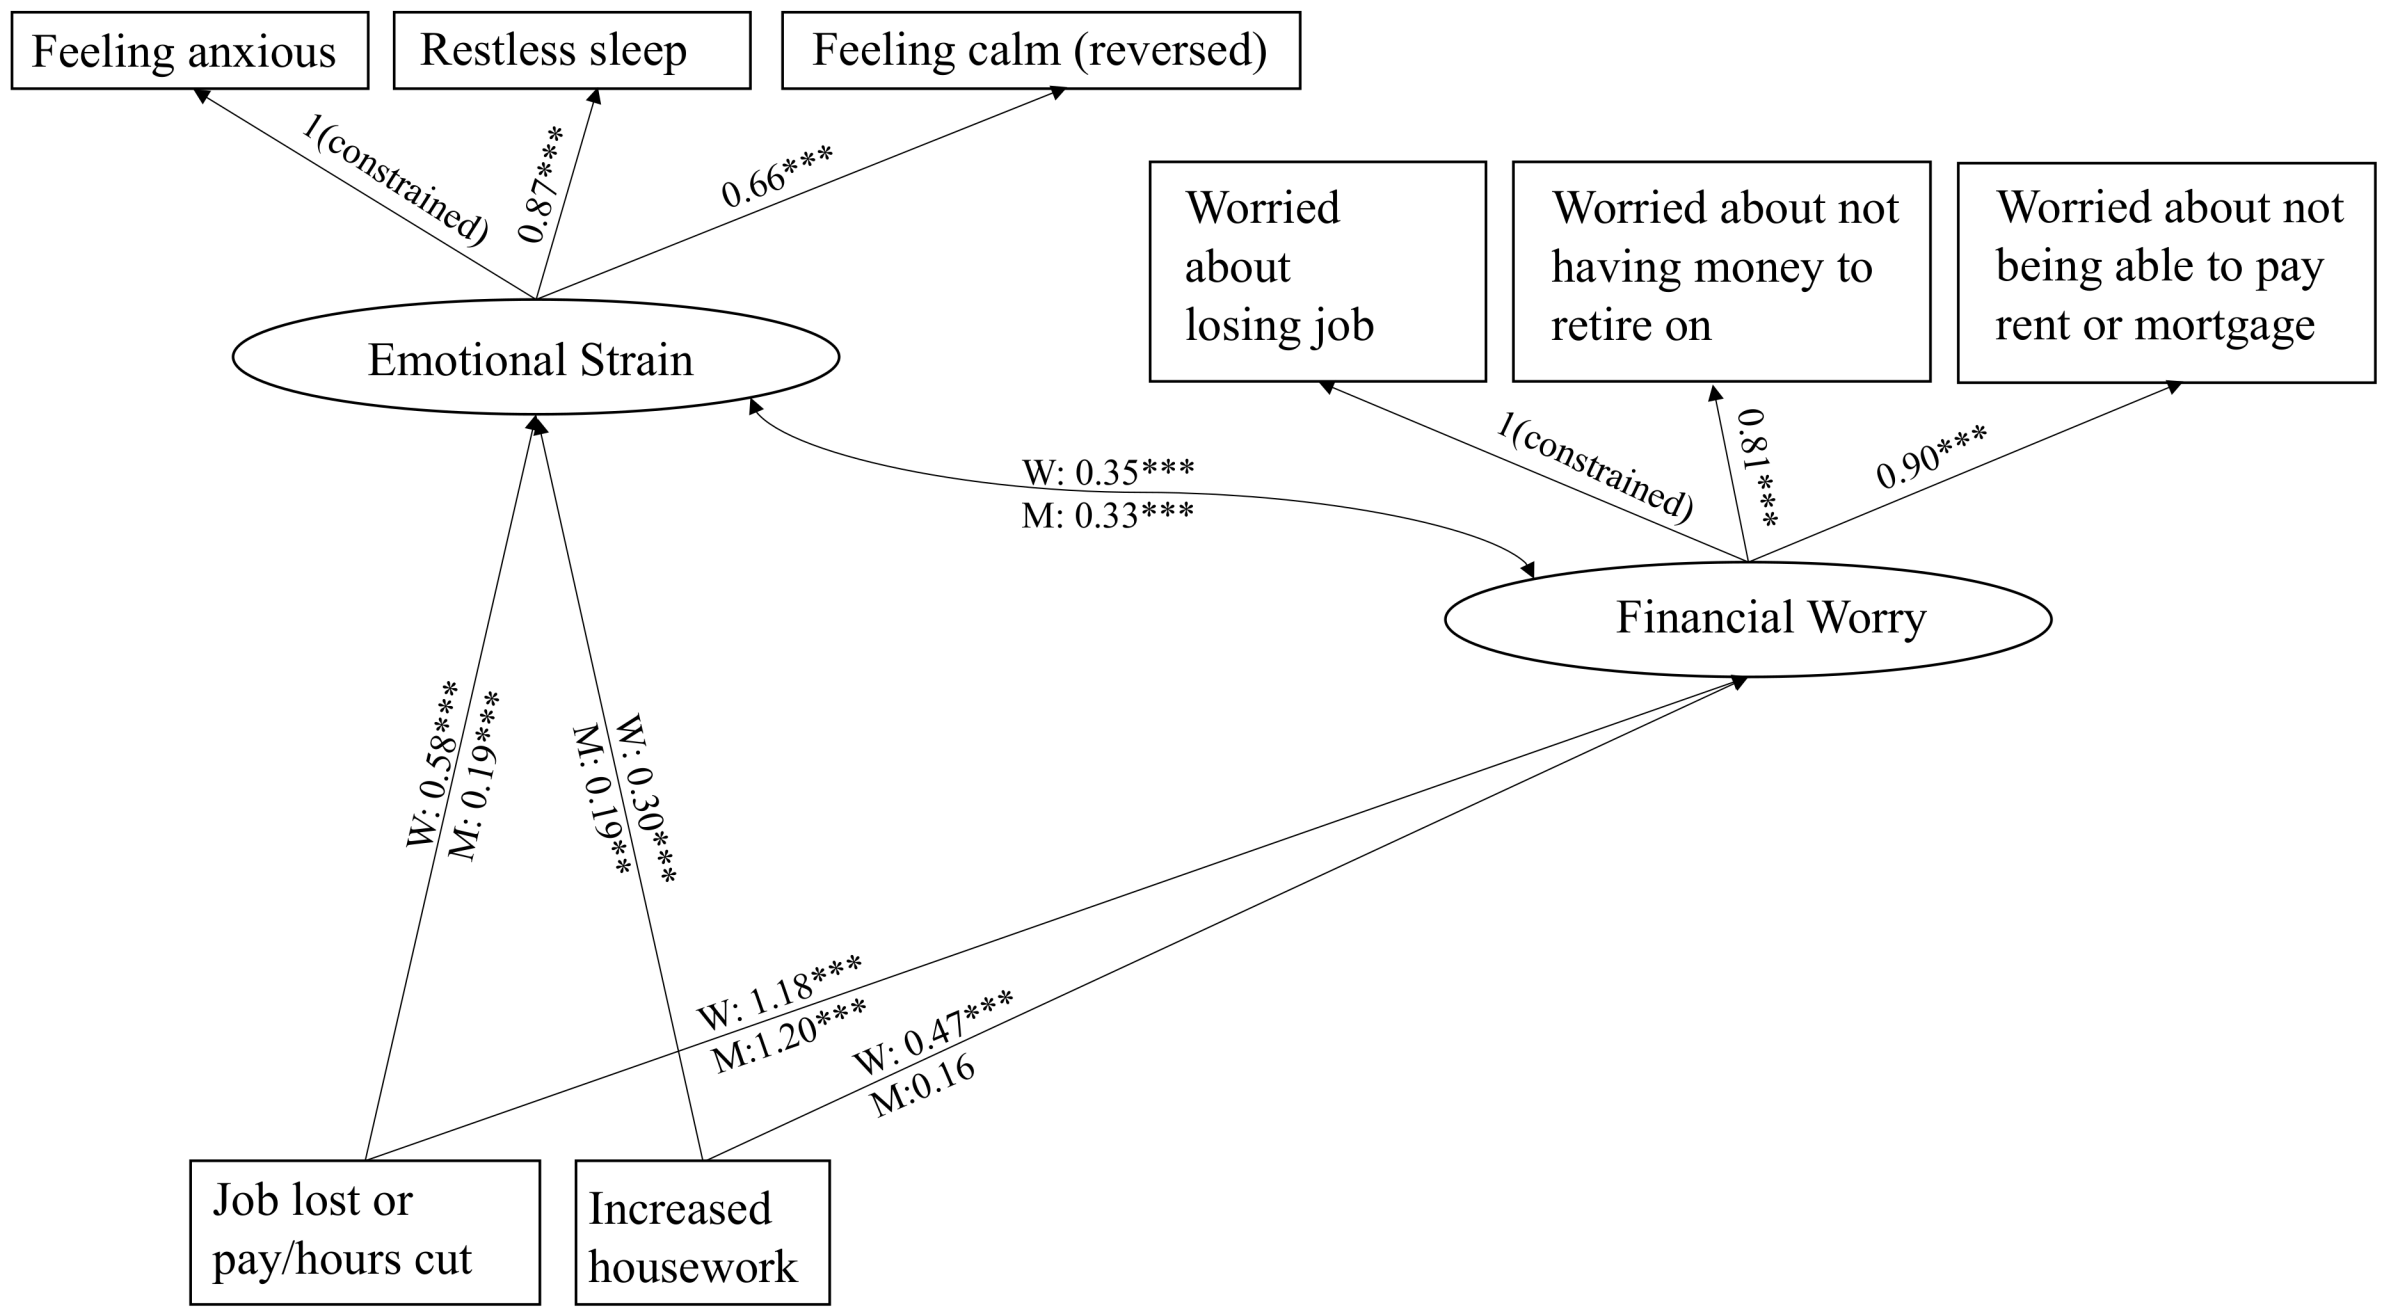 Feeling anxious
Restless sleep
Feeling calm (reversed)
1(constrained)
0.87***
0.66***
Worried
about
losing job
Worried about not
having money to
retire on
Worried about not
being able to pay
rent or mortgage
Emotional Strain
1(constrained)
0.81***
0.90***
W: 0.35***
M: 0.33***
Financial Worry
W: 0.58***
M: 0.19***
W: 0.30***
M: 0.19**
W: 1.18***
M:1.20***
W: 0.47***
M:0.16
Job lost or
pay/hours cut
Increased
housework